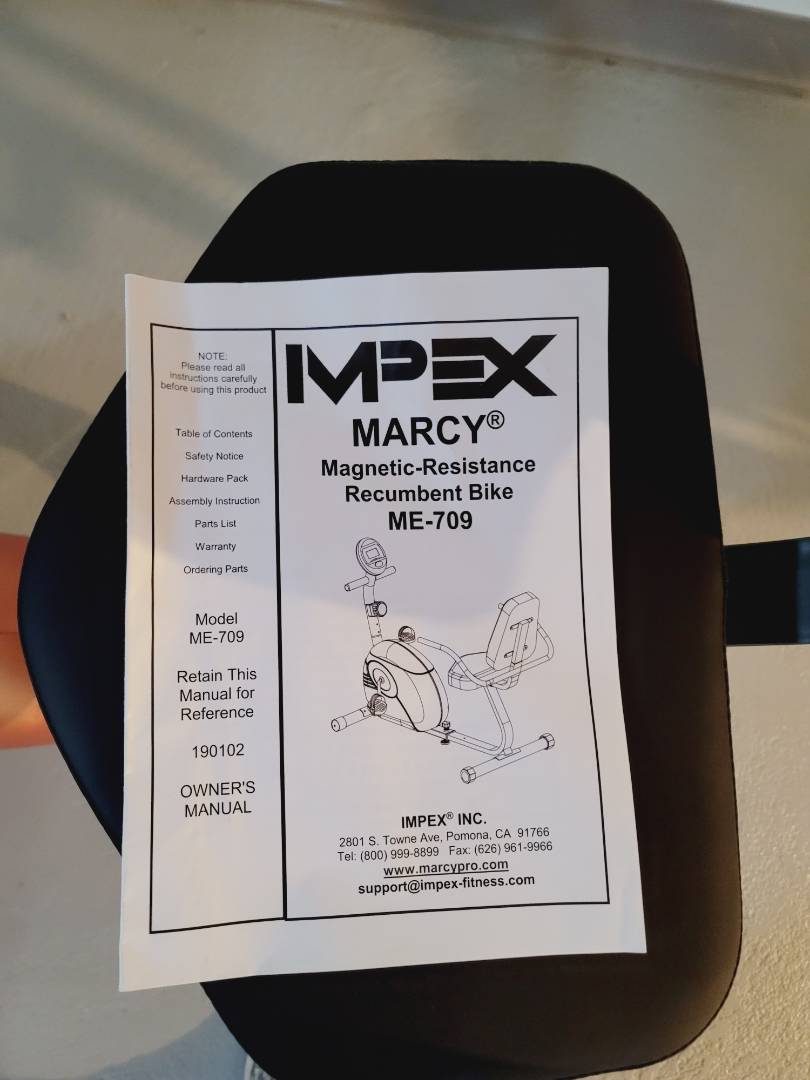 NOTE:
Please read all
instructions carefully
before using this product
Table of Contents
Safety Notice
Hardware Pack
Assembly Instruction
Parts List
Warranty
Ordering Parts
Model
ME-709
Retain This
Manual for
Reference
190102
OWNER'S
MANUAL
IMPEX
MARCY®
Magnetic-Resistance
Recumbent Bike
ME-709
IMPEX® INC.
2801 S. Towne Ave, Pomona, CA 91766
Tel: (800) 999-8899 Fax: (626) 961-9966
www.marcypro.com
support@impex-fitness.com